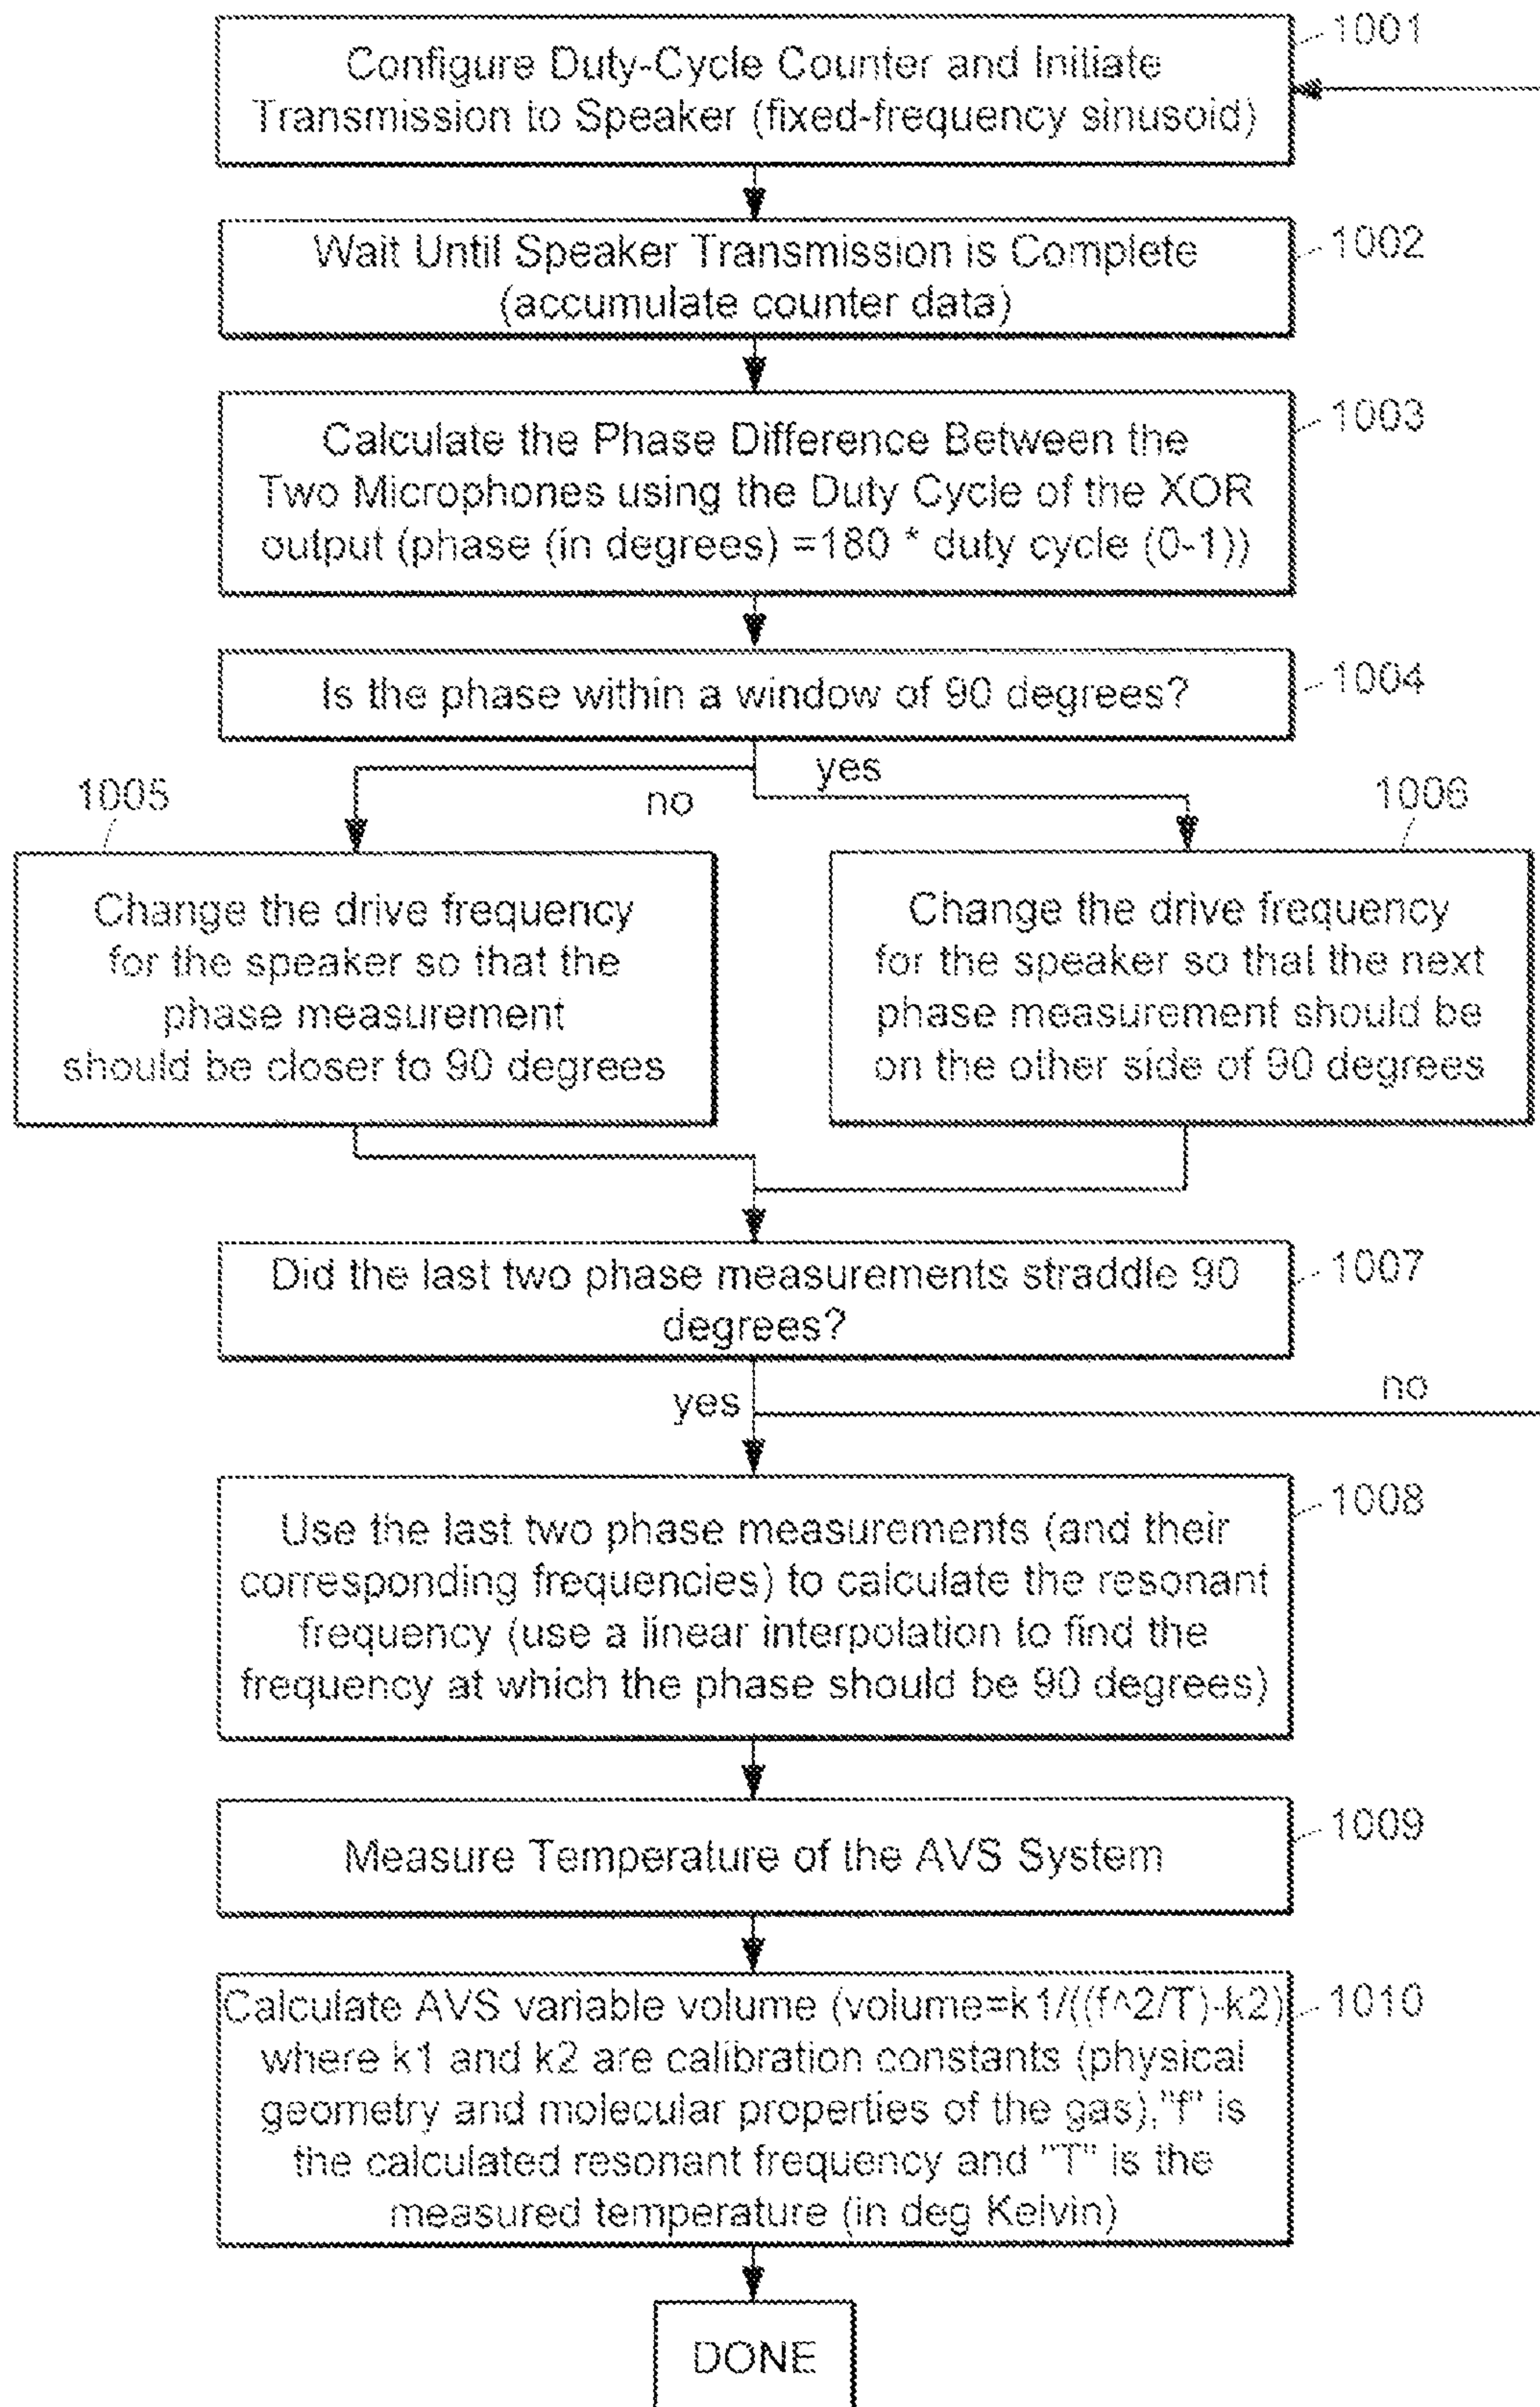 Configure Duty-Cycle Counter and Initiate
Transmission to Speaker (fixed-frequency sinusoid)
1001
Wait Until Speaker Transmission is Complete
(accumulate counter data)
1002
Calculate the Phase Difference Between the
Two Microphones using the Duty Cycle of the XOR
output (phase (in degrees) =180 * duty cycle (0-1))
1003
Is the phase within a window of 90 degrees?
1004
no
yes
1005
Change the drive frequency
for the speaker so that the
phase measurement
should be closer to 90 degrees
1006
Change the drive frequency
for the speaker so that the next
phase measurement should be
on the other side of 90 degrees
Did the last two phase measurements straddle 90
degrees?
1007
yes
no
Use the last two phase measurements (and their
corresponding frequencies) to calculate the resonant
frequency (use a linear interpolation to find the
frequency at which the phase should be 90 degrees)
1008
Measure Temperature of the AVS System
1009
Calculate AVS variable volume (volume=k1/((f^2/T)-k2)
where k1 and k2 are calibration constants (physical
geometry and molecular properties of the gas),"f" is
the calculated resonant frequency and "T" is the
measured temperature (in deg Kelvin)
1010
DONE